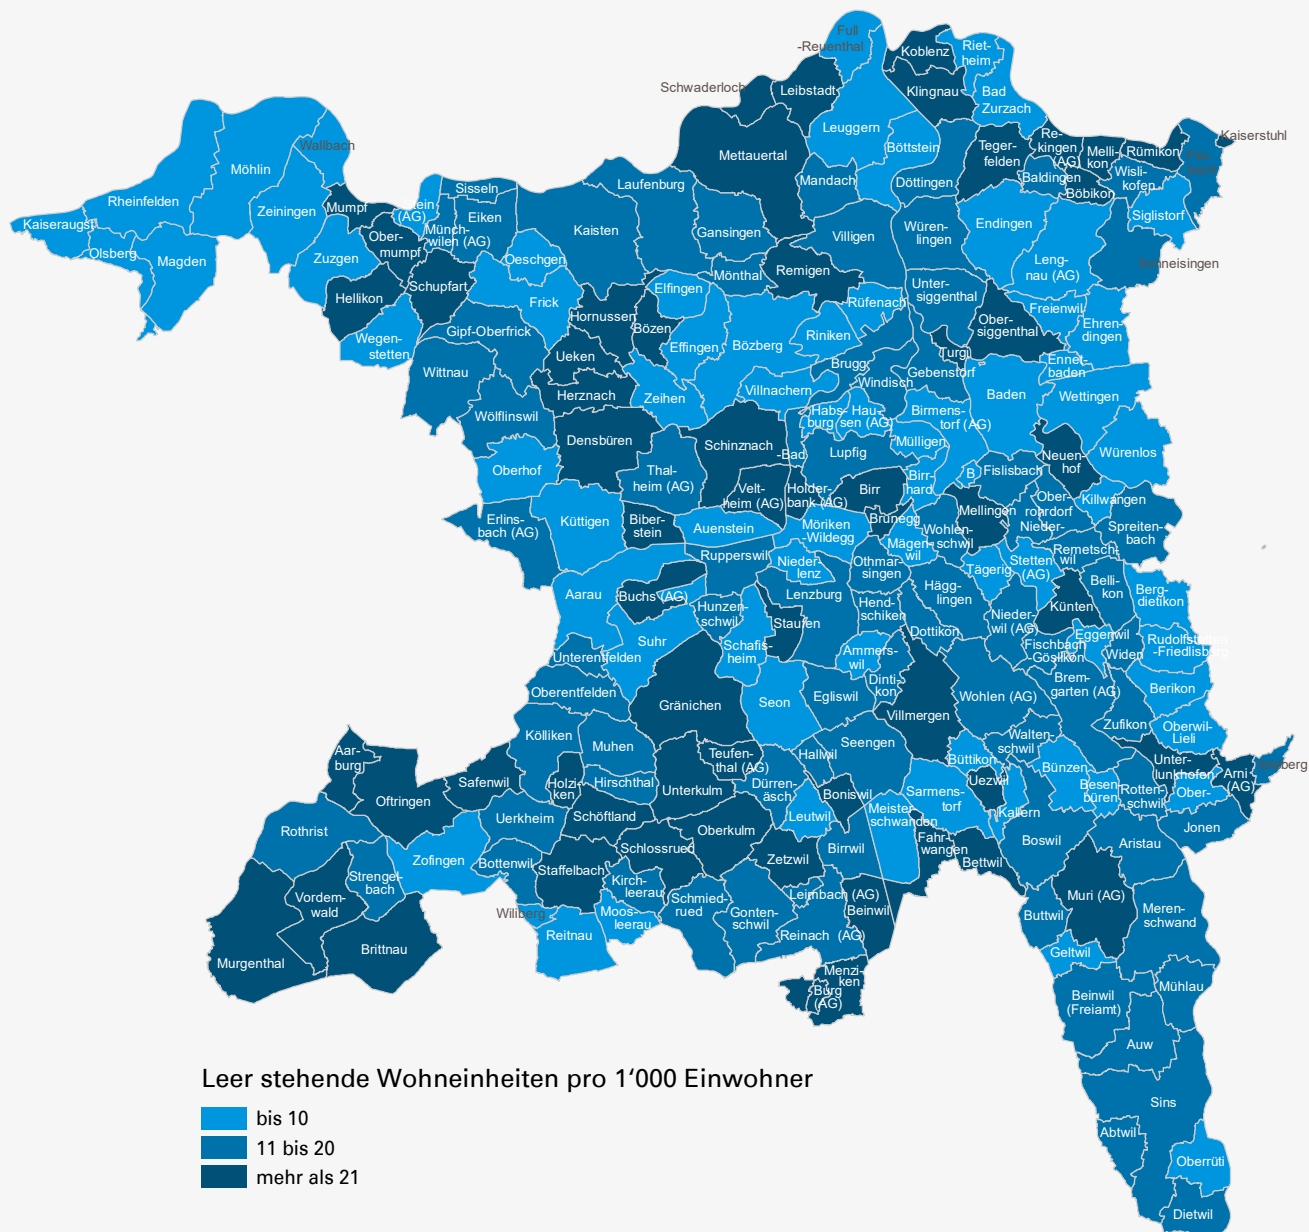 Full
-Reuenthal
Koblenz
Riet-
heim
Schwaderloch
Leibstadt
Klingnau
Bad
Zurzach
Leuggern
Kaiserstuhl
Wallbach
Mettauertal
Böttstein
Teger-
felden
Re-
kingen
(AG)
Melli-
kon
Rümikon
Möhlin
Sisseln
Laufenburg
Mandach
Döttingen
Baldingen
Böbikon
Wisli-
kofen
Rheinfelden
Zeiningen
Mumpf
(AG)
Eiken
Siglistorf
Kaiseraugst
Olsberg
Magden
Zuzgen
Ober-
mumpf
Münch-
wilen (AG)
Kaisten
Gansingen
Villigen
Würen-
lingen
Endingen
Oeschgen
Leng-
nau (AG)
Hellikon
Schupfart
Frick
Elfingen
Mönthal
Remigen
Rüfenach
Unter-
siggenthal
Freienwil
Hornussen
Bözen
Ober-
siggenthal
Ehren-
dingen
Wegen-
stetten
Gipf-Oberfrick
Ueken
Effingen
Bözberg
Riniken
Turgi
Ennet-
baden
Wittnau
Herznach
Zeihen
Villnachern
Brugg
Windisch
Gebenstorf
Baden
Wettingen
Wölflinswil
Densbüren
Schinznach
-Bad
Habs-
burg
Hau-
sen (AG)
Birmens-
torf (AG)
Mülligen
Lupfig
Neuen-
hof
Würenlos
Oberhof
Thal-
heim (AG)
Velt-
heim (AG)
Holder-
bank (AG)
Birr
Birr-
hard
B
Fislisbach
Ober-
rohrdorf
Killwangen
Erlins-
bach (AG)
Küttigen
Biber-
stein
Auenstein
Möriken
-Wildegg
Brunegg
Mägen-
wil
Wohlen-
schwil
Mellingen
Nieder-
Spreiten-
bach
Rupperswil
Nieder-
lenz
Othmar-
singen
Tägerig
Stetten
(AG)
Remetsch-
wil
Belli-
kon
Berg-
dietikon
Aarau
Buchs (AG)
Hunzen-
schwil
Lenzburg
Hend-
schiken
Hägg-
lingen
Nieder-
wil (AG)
Künten
Suhr
Schafis-
heim
Staufen
Ammers-
wil
Dottikon
Fischbach
-Göslikon
Eggenwil
Widen
Rudolfstetten
-Friedlisberg
Unterentfelden
Oberentfelden
Gränichen
Seon
Egliswil
Dinti-
kon
Villmergen
Wohlen (AG)
Brem-
garten (AG)
Berikon
Zufikon
Oberwil-
Lieli
Kölliken
Muhen
Teufen-
thal (AG)
Hallwil
Seengen
Büttikon
Walten-
schwil
Bünzen
Unter-
lunkhofen
Arni
(AG)
Aar-
burg
Safenwil
Holzi-
ken
Hirschthal
Unterkulm
Dürren-
äsch
Boniswil
Sarmens-
torf
Uezwil
Besen-
büren
Rotten-
schwil
Ober-
Oftringen
Uerkheim
Schöftland
Leutwil
Meister-
schwanden
Kallern
Jonen
Rothrist
Zofingen
Bottenwil
Schlossrued
Oberkulm
Birrwil
Fahr-
wangen
Bettwil
Boswil
Aristau
Strengel-
bach
Staffelbach
Kirch-
leerau
Zetzwil
Vordem-
wald
Wiliberg
Moos-
leerau
Schmied-
rued
Gonten-
schwil
Leimbach (AG)
Beinwil
Muri (AG)
Buttwil
Meren-
schwand
Murgenthal
Brittnau
Reitnau
Reinach (AG)
Geltwil
Menzi-
ken
Burg
(AG)
Beinwil
(Freiamt)
Mühlau
Auw
Leer stehende Wohneinheiten pro 1‘000 Einwohner
bis 10
11 bis 20
mehr als 21
Sins
Abtwil
Oberrüti
Dietwil